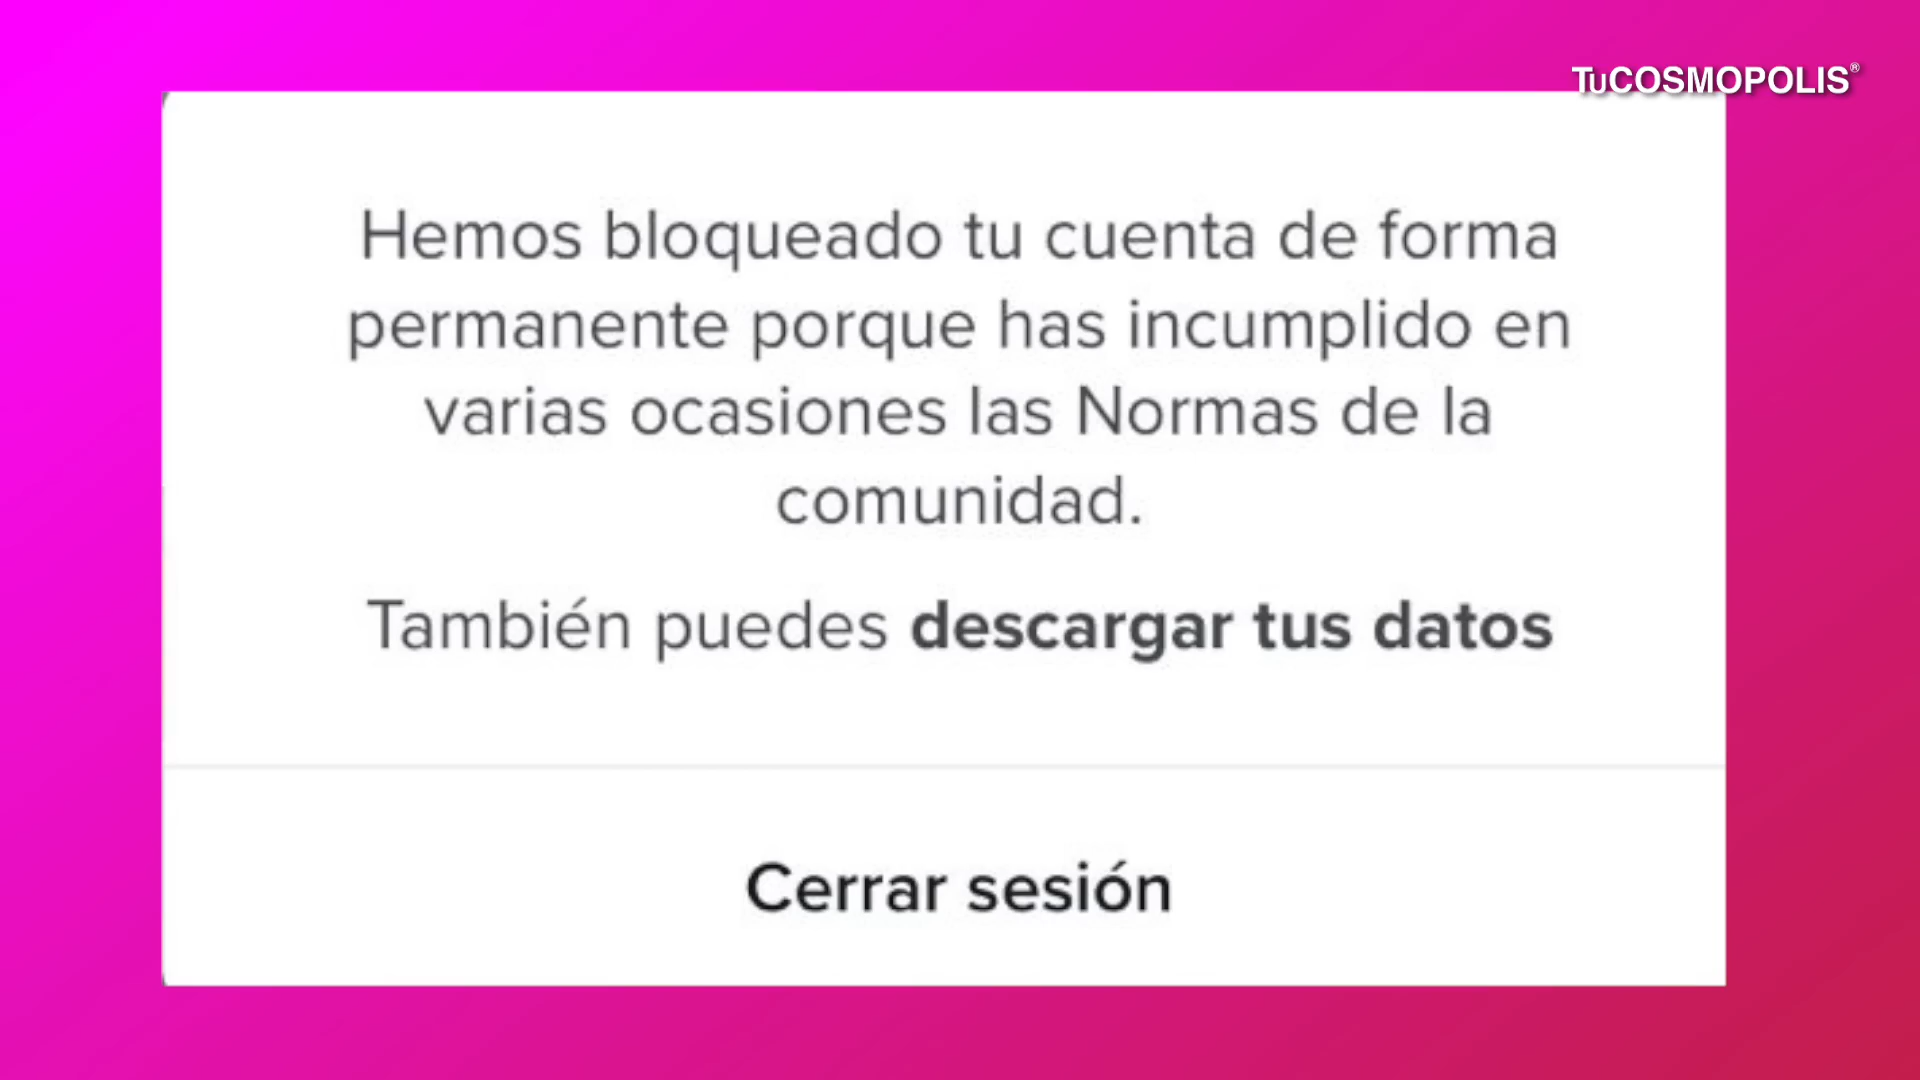 TuCOSMOPOLIS®
Hemos bloqueado tu cuenta de forma
permanente porque has incumplido en
varias ocasiones las Normas de la
comunidad.
También puedes descargar tus datos
Cerrar sesión